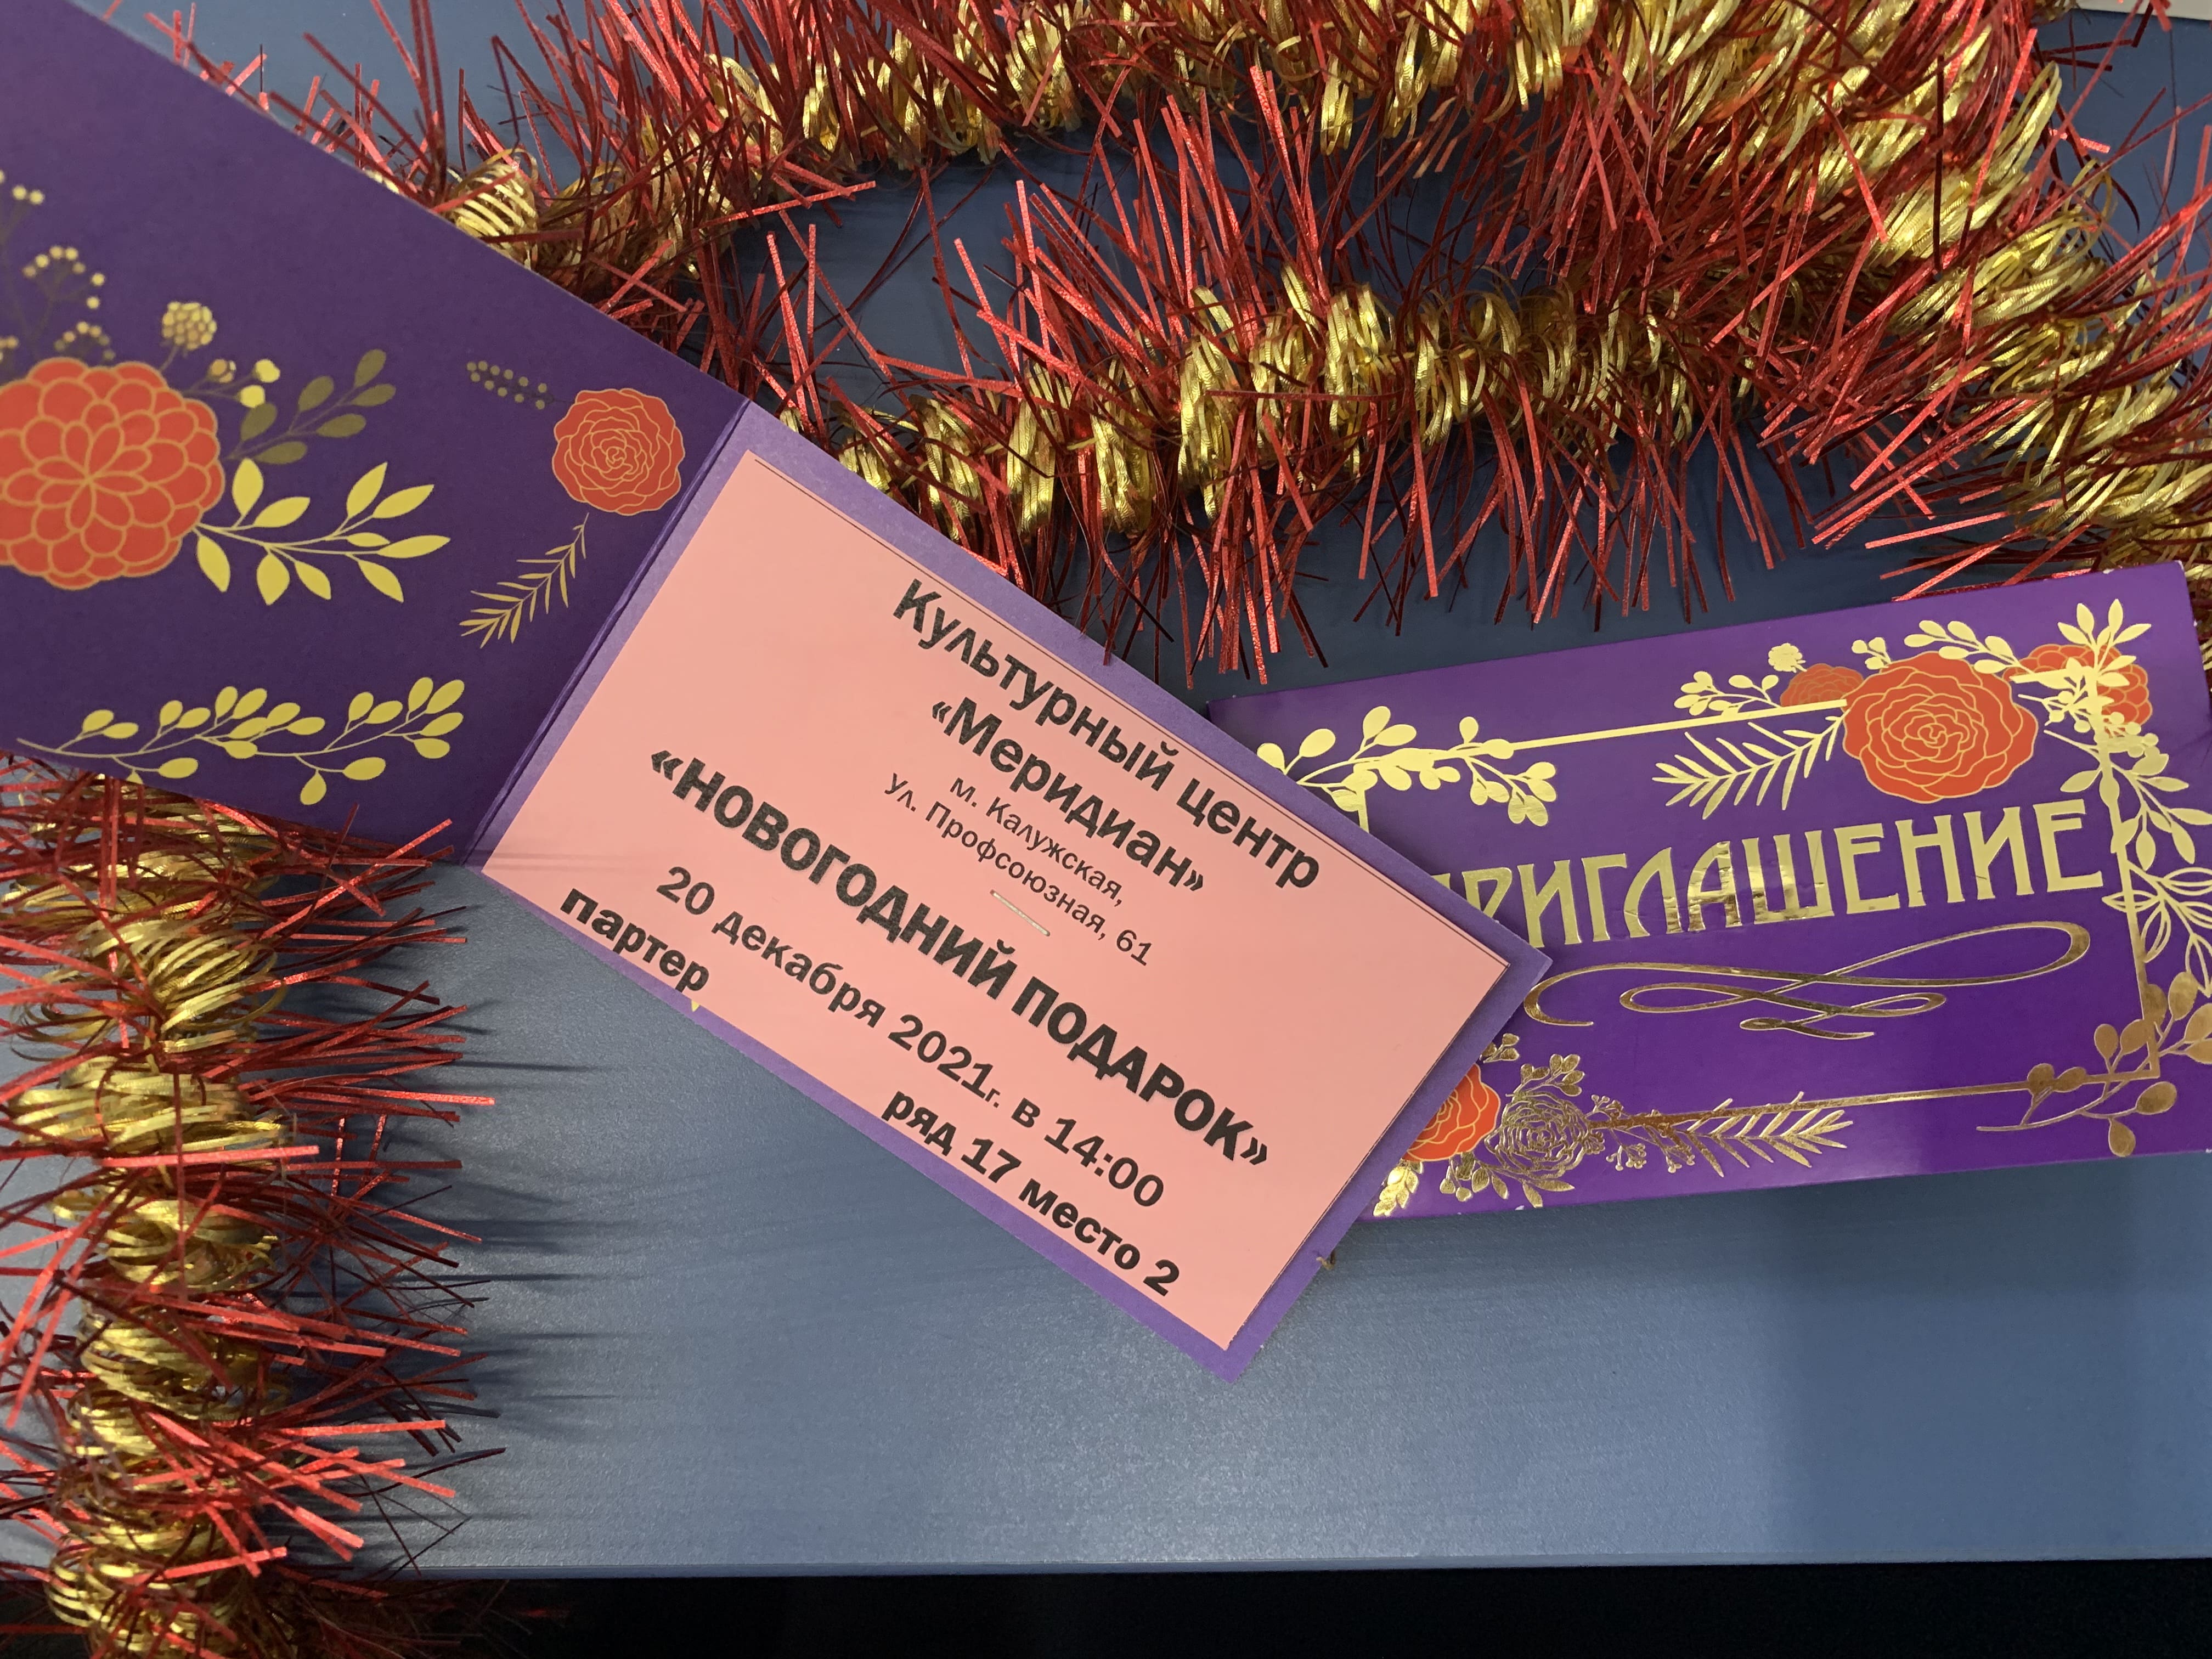 Культурный центр
«Меридиан»
м. Калужская,
Ул. Профсоюзная, 61
«НОВОГОДНИЙ ПОДАРОК»
20 декабря 2021г. в 14:00
партер ряд 17 место 2
ПРИГЛАШЕНИЕ